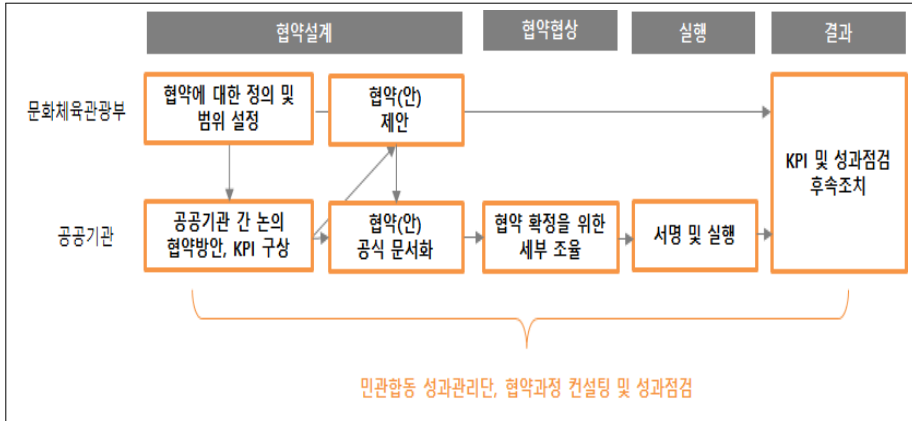 협약설계
협약협상
실행
결과
문화체육관광부
협약에 대한 정의 및
범위 설정
협약(안)
제안
KPI 및 성과점검
후속조치
공공기관
공공기관 간 논의
협약방안, KPI 구상
협약(안)
공식 문서화
협약 확정을 위한
세부 조율
서명 및 실행
민관합동 성과관리단, 협약과정 컨설팅 및 성과점검